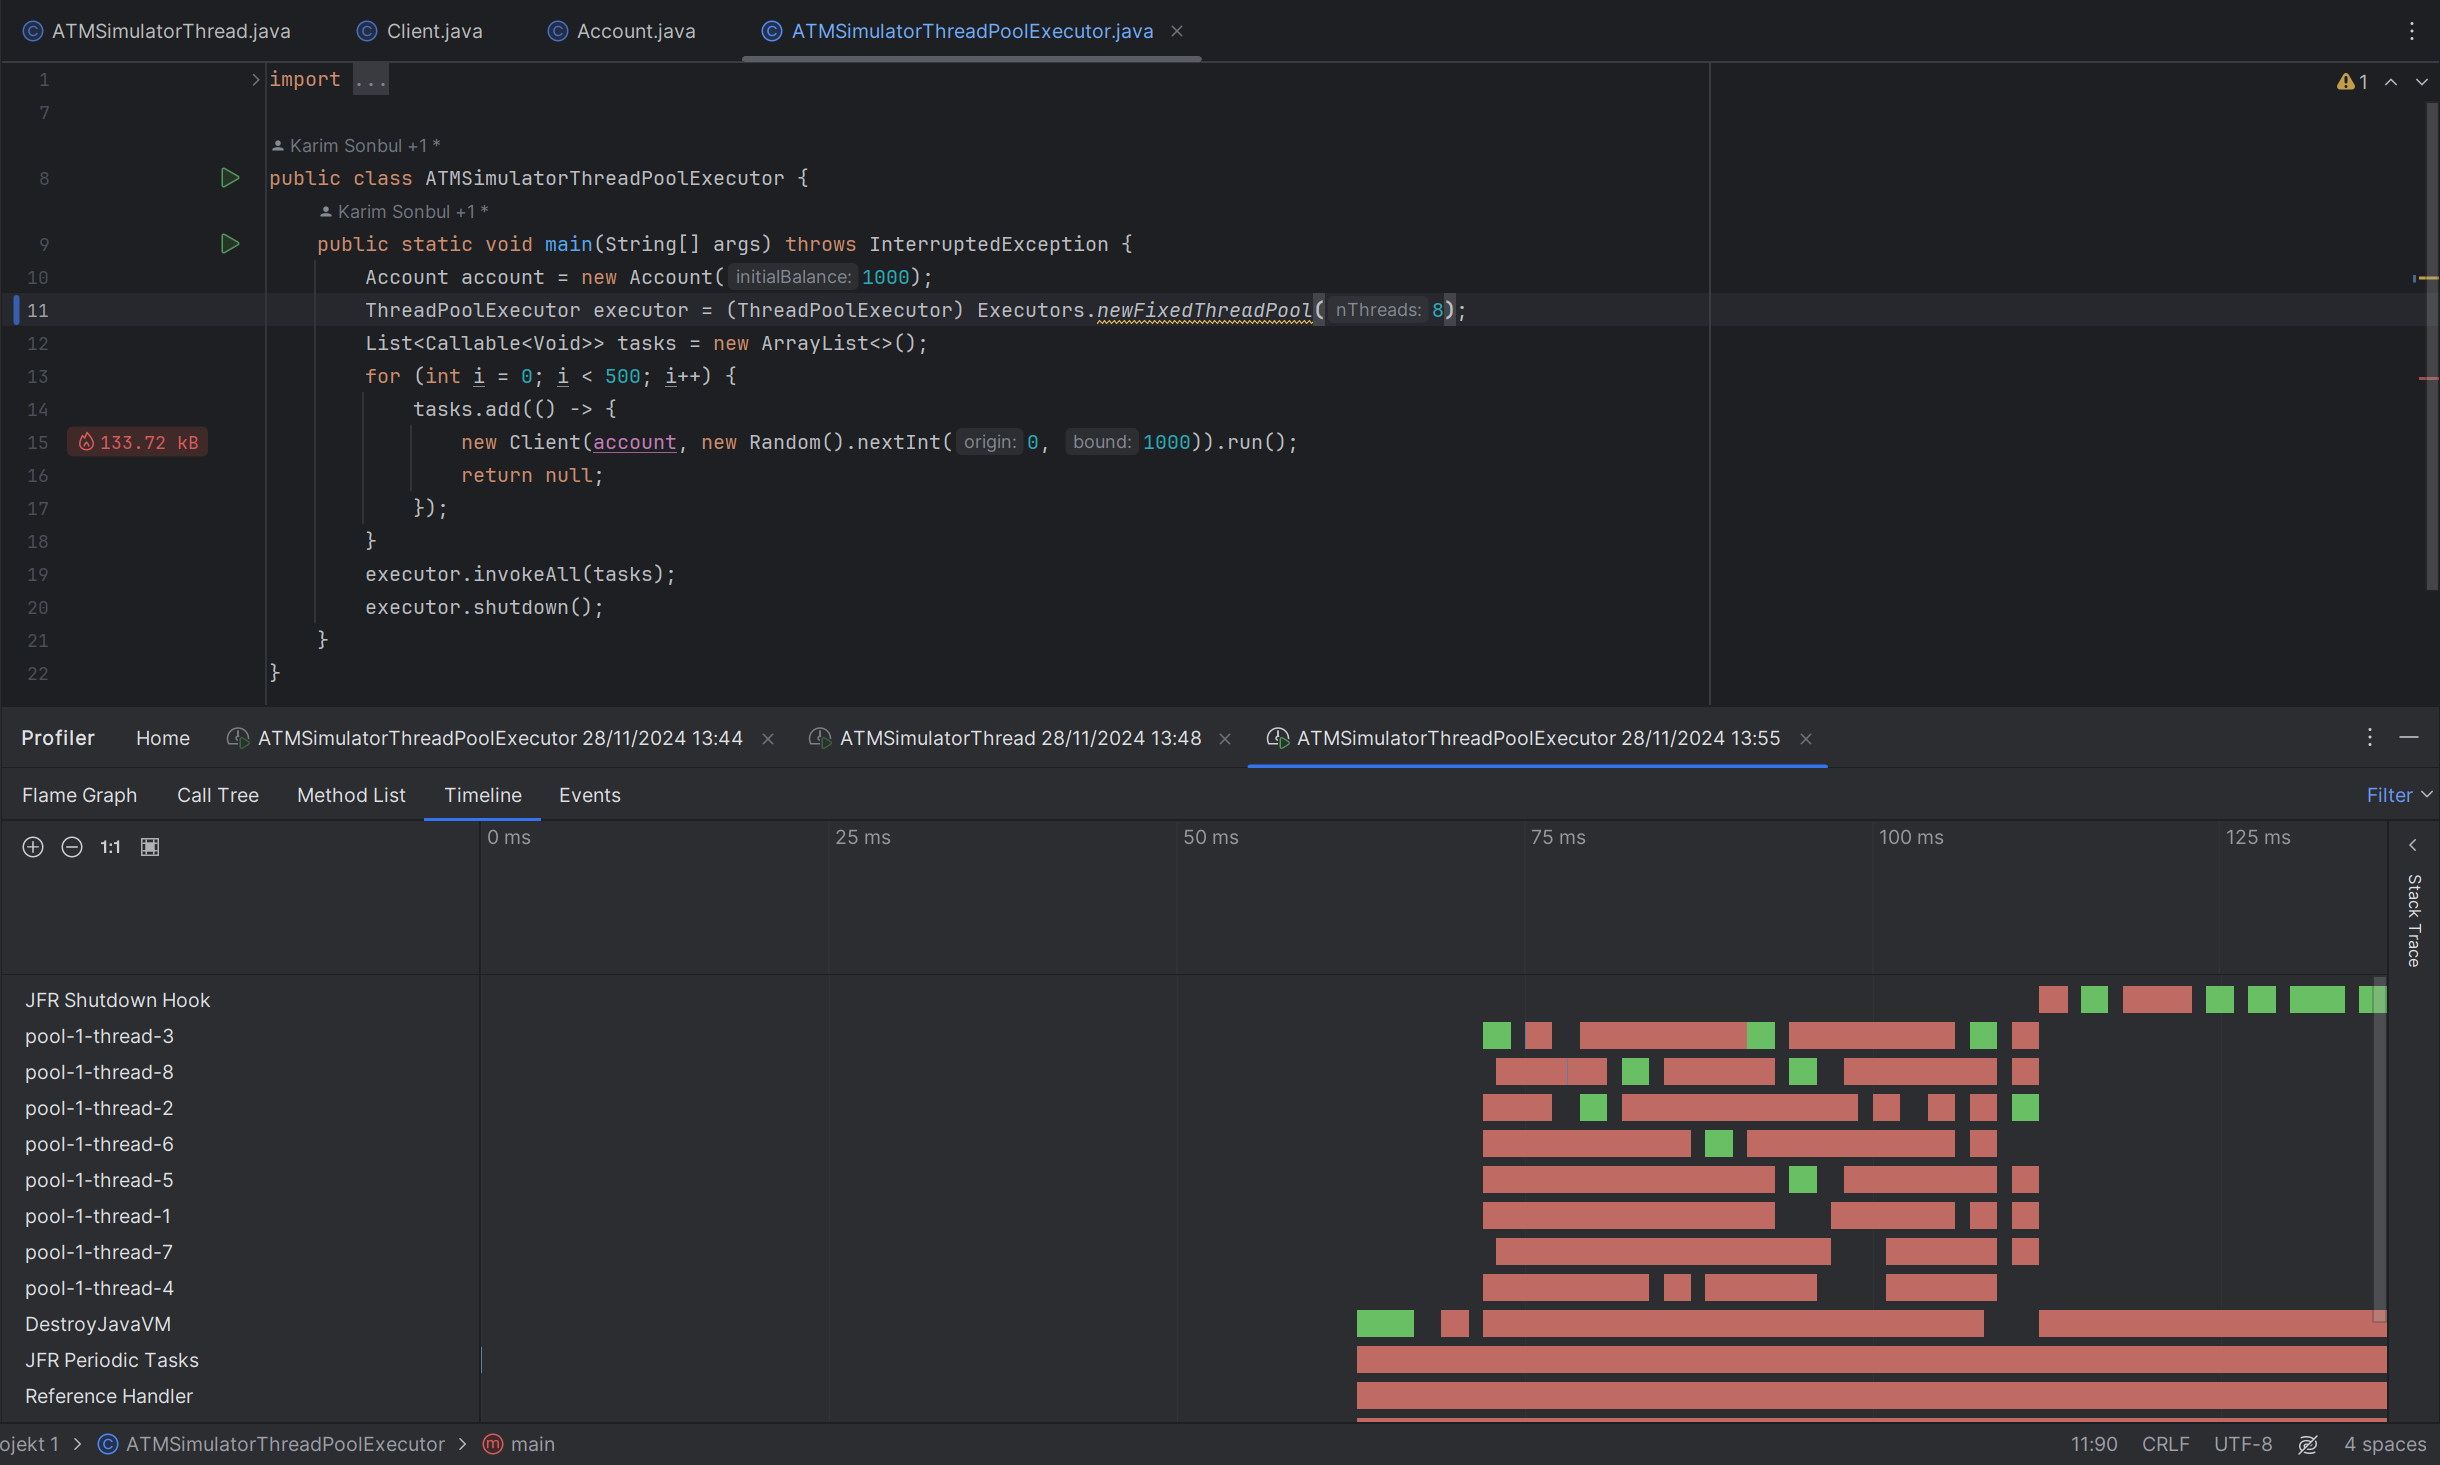 ATMSimulatorThread.java Client.java Account.java ATMSimulatorThreadPoolExecutor.java
1 import ... 1
7
Karim Sonbul +1 *
8 public class ATMSimulatorThreadPoolExecutor {
Karim Sonbul +1 *
9 public static void main(String[] args) throws InterruptedException {
10 Account account = new Account( initialBalance: 1000);
11 ThreadPoolExecutor executor = (ThreadPoolExecutor) Executors.newFixedThreadPool( nThreads: 8);
12 List<Callable<Void>> tasks = new ArrayList<>();
13 for (int i = 0; i < 500; i++) {
14 tasks.add(() -> {
15 133.72 kB new Client(account, new Random().nextInt( origin: 0, bound: 1000)).run();
16 return null;
17 });
18 }
19 executor.invokeAll(tasks);
20 executor.shutdown();
21 }
22 }
Profiler Home ATMSimulatorThreadPoolExecutor 28/11/2024 13:44 ATMSimulatorThread 28/11/2024 13:48 ATMSimulatorThreadPoolExecutor 28/11/2024 13:55
Flame Graph Call Tree Method List Timeline Events Filter
1:1 0 ms 25 ms 50 ms 75 ms 100 ms 125 ms
Stack Trace
JFR Shutdown Hook
pool-1-thread-3
pool-1-thread-8
pool-1-thread-2
pool-1-thread-6
pool-1-thread-5
pool-1-thread-1
pool-1-thread-7
pool-1-thread-4
DestroyJavaVM
JFR Periodic Tasks
Reference Handler
ojekt 1 > ATMSimulatorThreadPoolExecutor > main 11:90 CRLF UTF-8 4 spaces